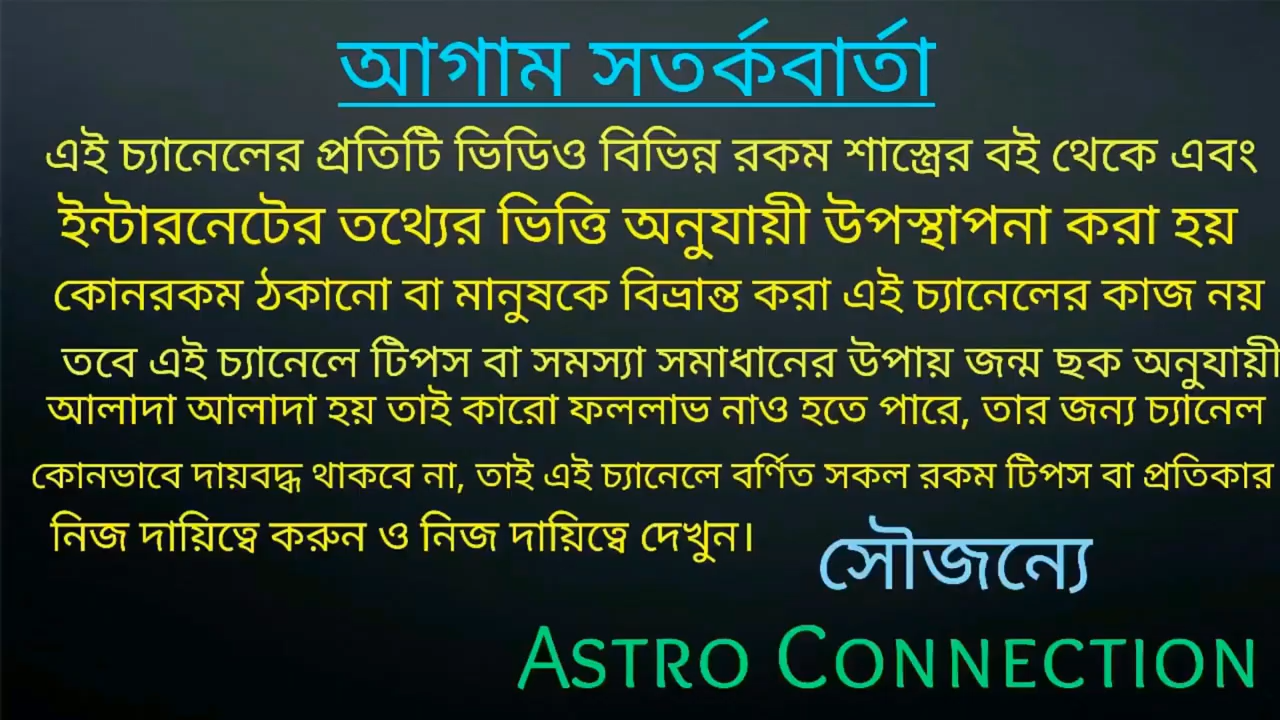 আগাম সতর্কবার্তা
এই চ্যানেলের প্রতিটি ভিডিও বিভিন্ন রকম শাস্ত্রের বই থেকে এবং
ইন্টারনেটের তথ্যের ভিত্তি অনুযায়ী উপস্থাপনা করা হয়
কোনরকম ঠকানো বা মানুষকে বিভ্রান্ত করা এই চ্যানেলের কাজ নয়
তবে এই চ্যানেলে টিপস বা সমস্যা সমাধানের উপায় জন্ম ছক অনুযায়ী
আলাদা আলাদা হয় তাই কারো ফললাভ নাও হতে পারে, তার জন্য চ্যানেল
কোনভাবে দায়বদ্ধ থাকবে না, তাই এই চ্যানেলে বর্ণিত সকল রকম টিপস বা প্রতিকার
নিজ দায়িত্বে করুন ও নিজ দায়িত্বে দেখুন।
সৌজন্যে
ASTRO CONNECTION